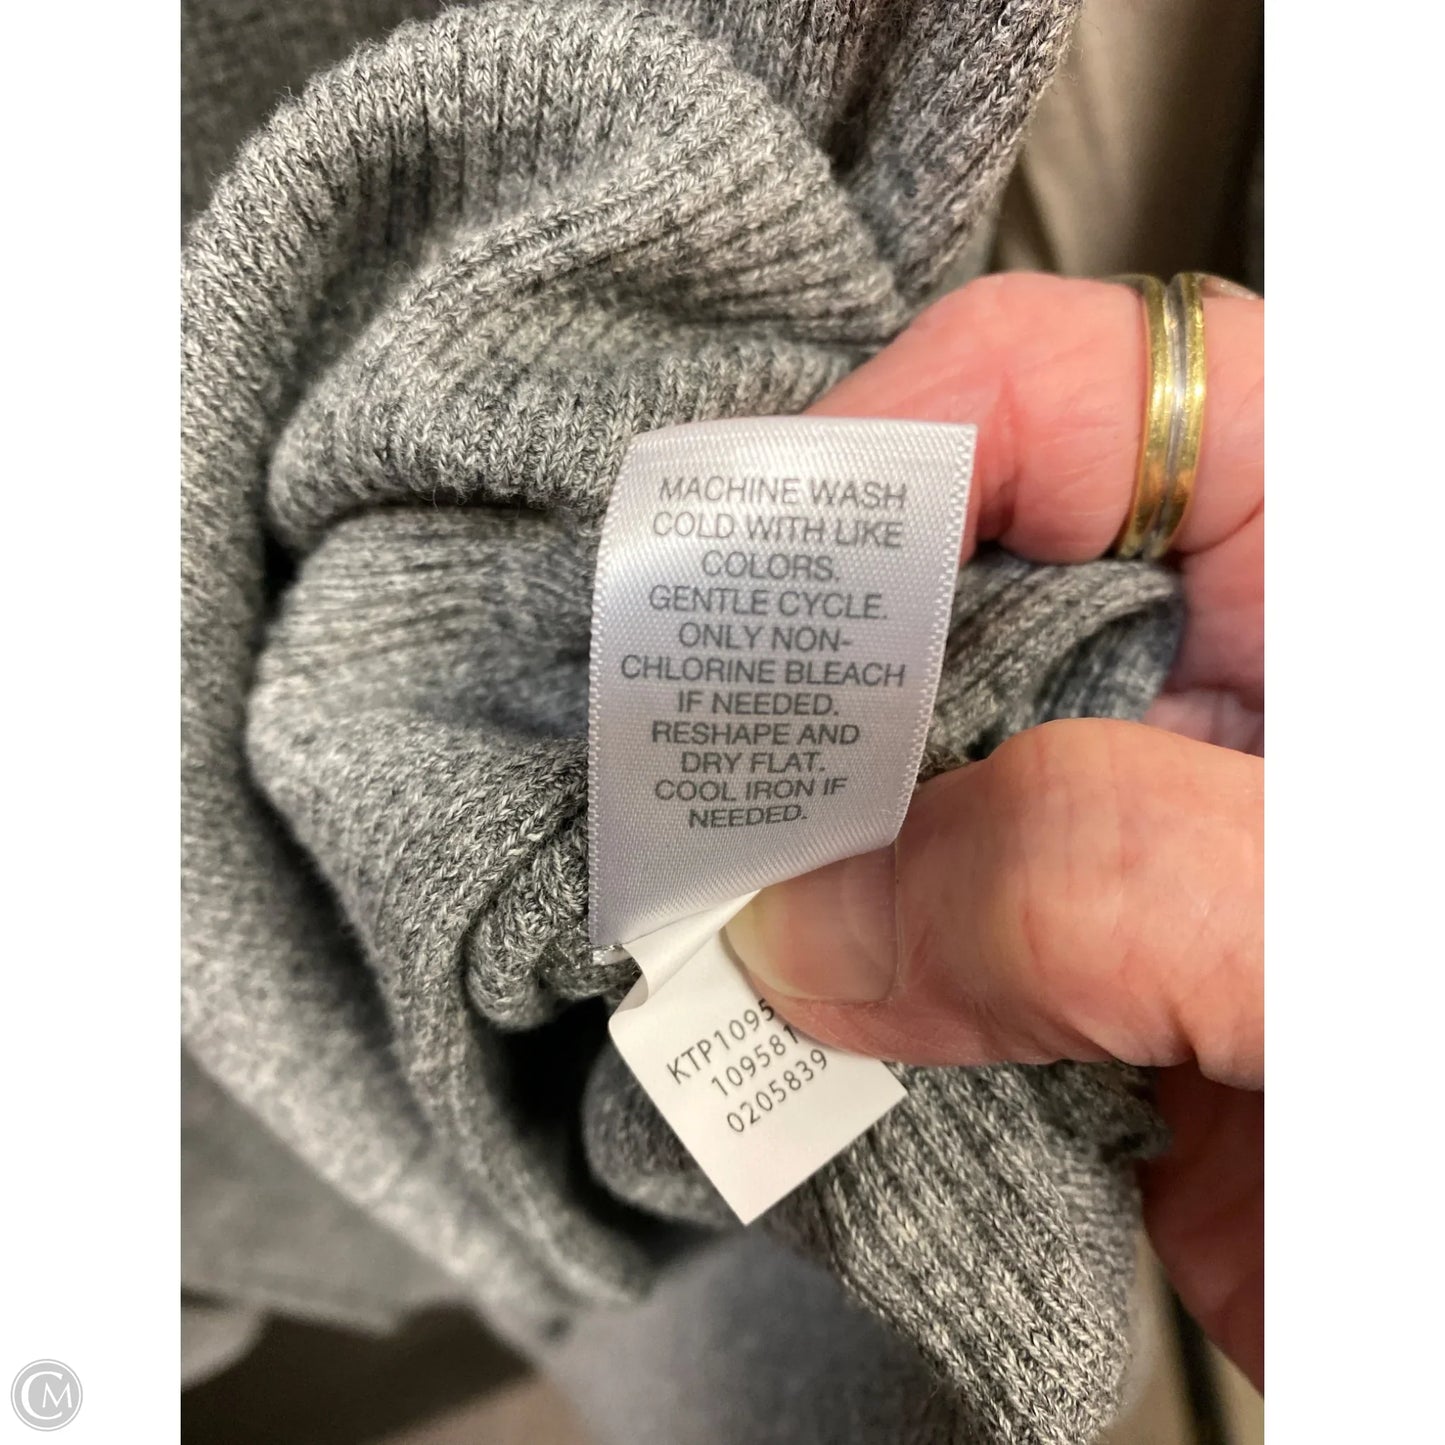 MACHINE WASH
COLD WITH LIKE
COLORS.
GENTLE CYCLE.
ONLY NON-
CHLORINE BLEACH
IF NEEDED.
RESHAPE AND
DRY FLAT.
COOL IRON IF
NEEDED.
KTP1095
109581
0205839
CM